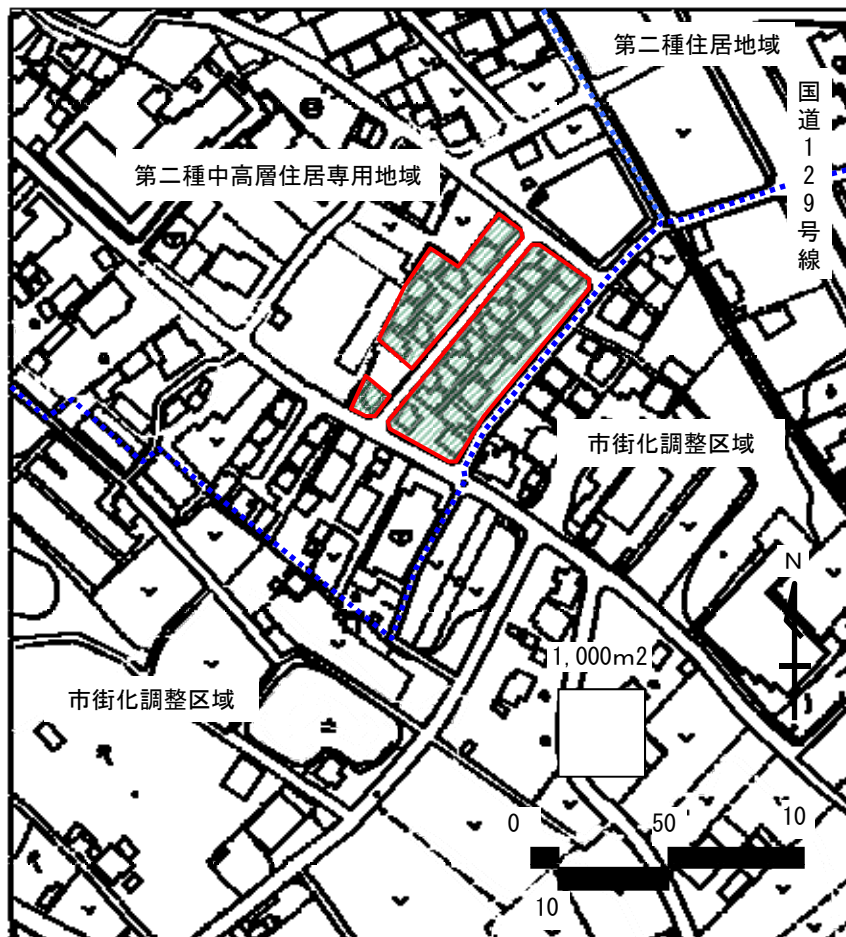 第二種住居地域
国道129号線
第二種中高層住居専用地域
市街化調整区域
N
1,000m2
市街化調整区域
0
50
10
10